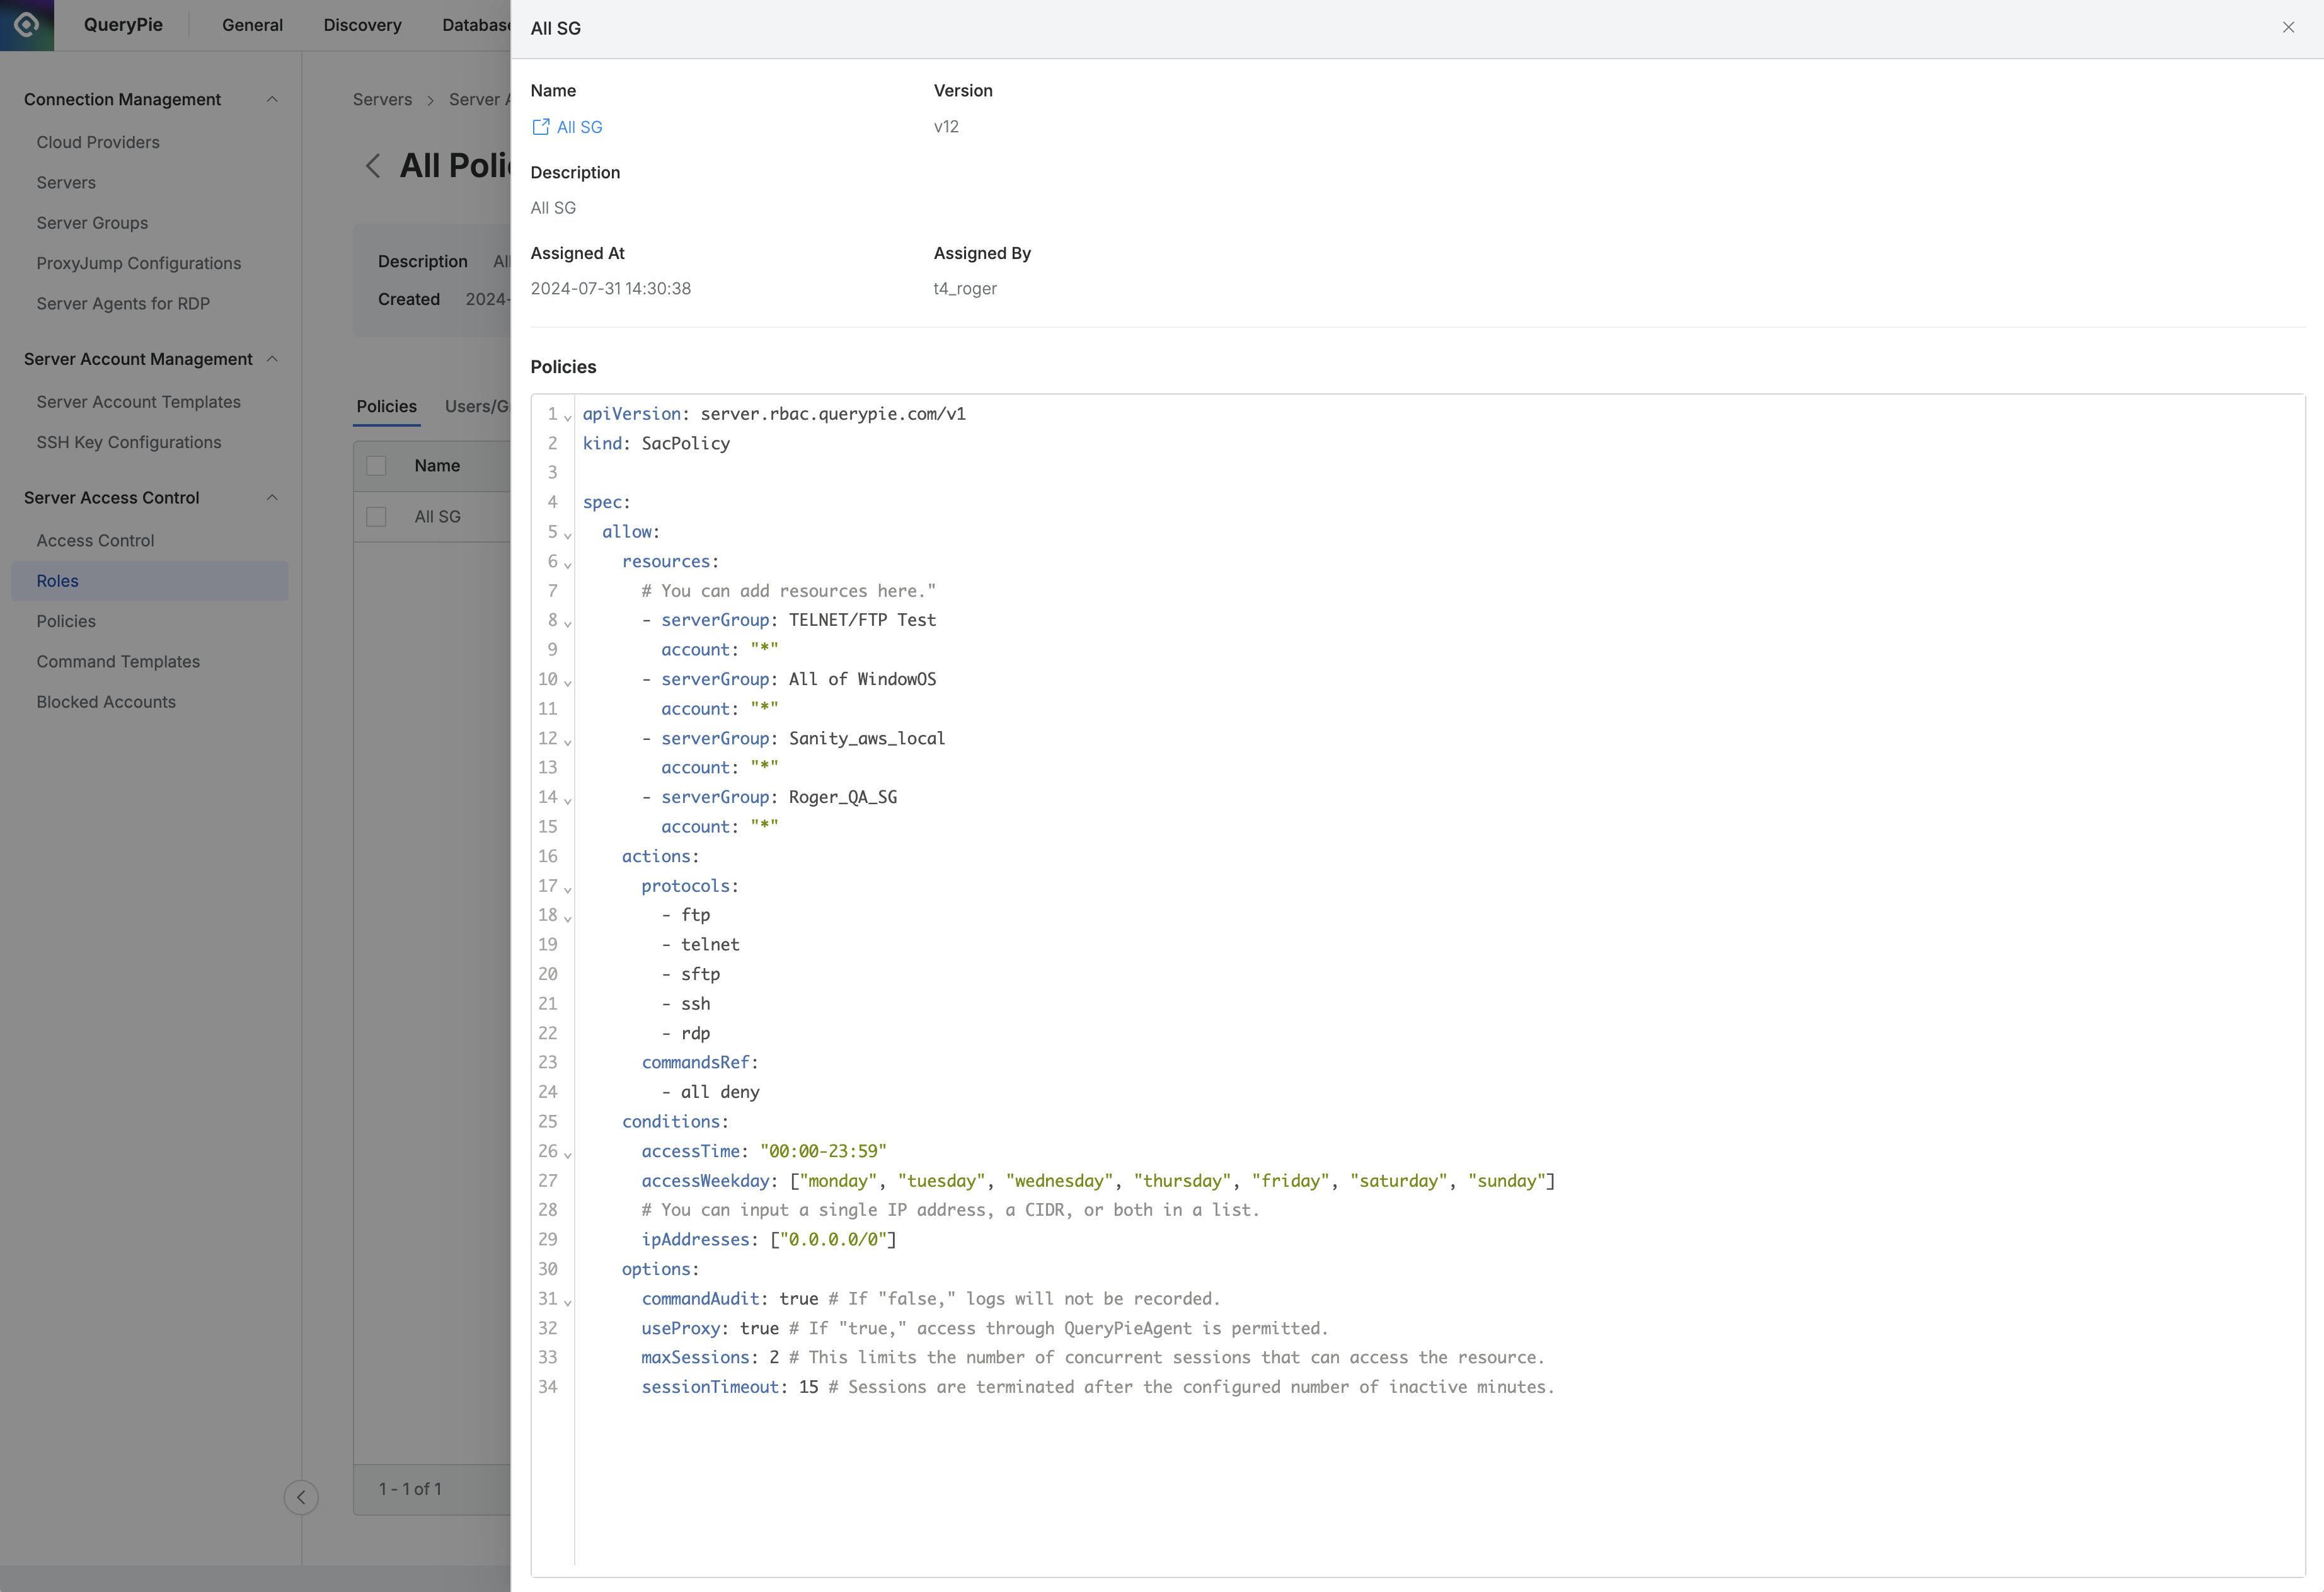 QueryPie
General
Discovery
Database
Connection Management
Cloud Providers
Servers
Server Groups
ProxyJump Configurations
Server Agents for RDP
Server Account Management
Server Account Templates
SSH Key Configurations
Server Access Control
Access Control
Roles
Policies
Command Templates
Blocked Accounts
Servers > Server A
All Poli
Description All
Created 2024-
Policies
Users/G
Name
All SG
1 - 1 of 1
All SG
Name
All SG
Version
v12
Description
All SG
Assigned At
2024-07-31 14:30:38
Assigned By
t4_roger
Policies
1 apiVersion: server.rbac.querypie.com/v1
2 kind: SacPolicy
3
4 spec:
5 allow:
6 resources:
7 # You can add resources here."
8 - serverGroup: TELNET/FTP Test
9 account: "*"
10 - serverGroup: All of WindowOS
11 account: "*"
12 - serverGroup: Sanity_aws_local
13 account: "*"
14 - serverGroup: Roger_QA_SG
15 account: "*"
16 actions:
17 protocols:
18 - ftp
19 - telnet
20 - sftp
21 - ssh
22 - rdp
23 commandsRef:
24 - all deny
25 conditions:
26 accessTime: "00:00-23:59"
27 accessWeekday: ["monday", "tuesday", "wednesday", "thursday", "friday", "saturday", "sunday"]
28 # You can input a single IP address, a CIDR, or both in a list.
29 ipAddresses: ["0.0.0.0/0"]
30 options:
31 commandAudit: true # If "false," logs will not be recorded.
32 useProxy: true # If "true," access through QueryPieAgent is permitted.
33 maxSessions: 2 # This limits the number of concurrent sessions that can access the resource.
34 sessionTimeout: 15 # Sessions are terminated after the configured number of inactive minutes.